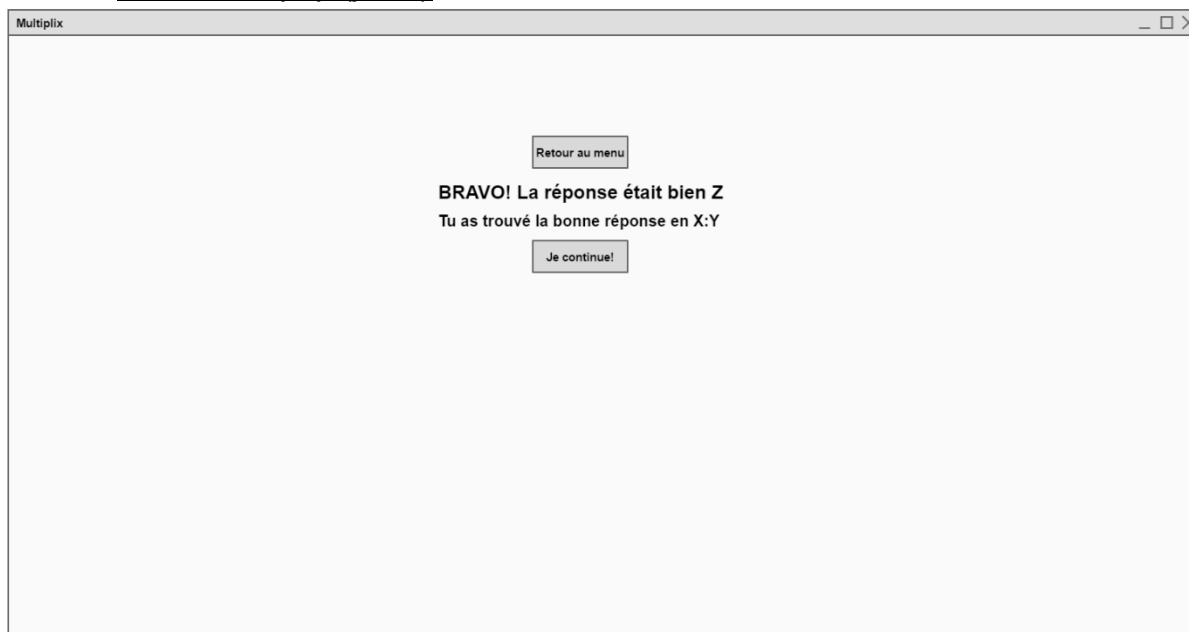 Multiplix
Retour au menu
BRAVO! La réponse était bien Z
Tu as trouvé la bonne réponse en X:Y
Je continue!